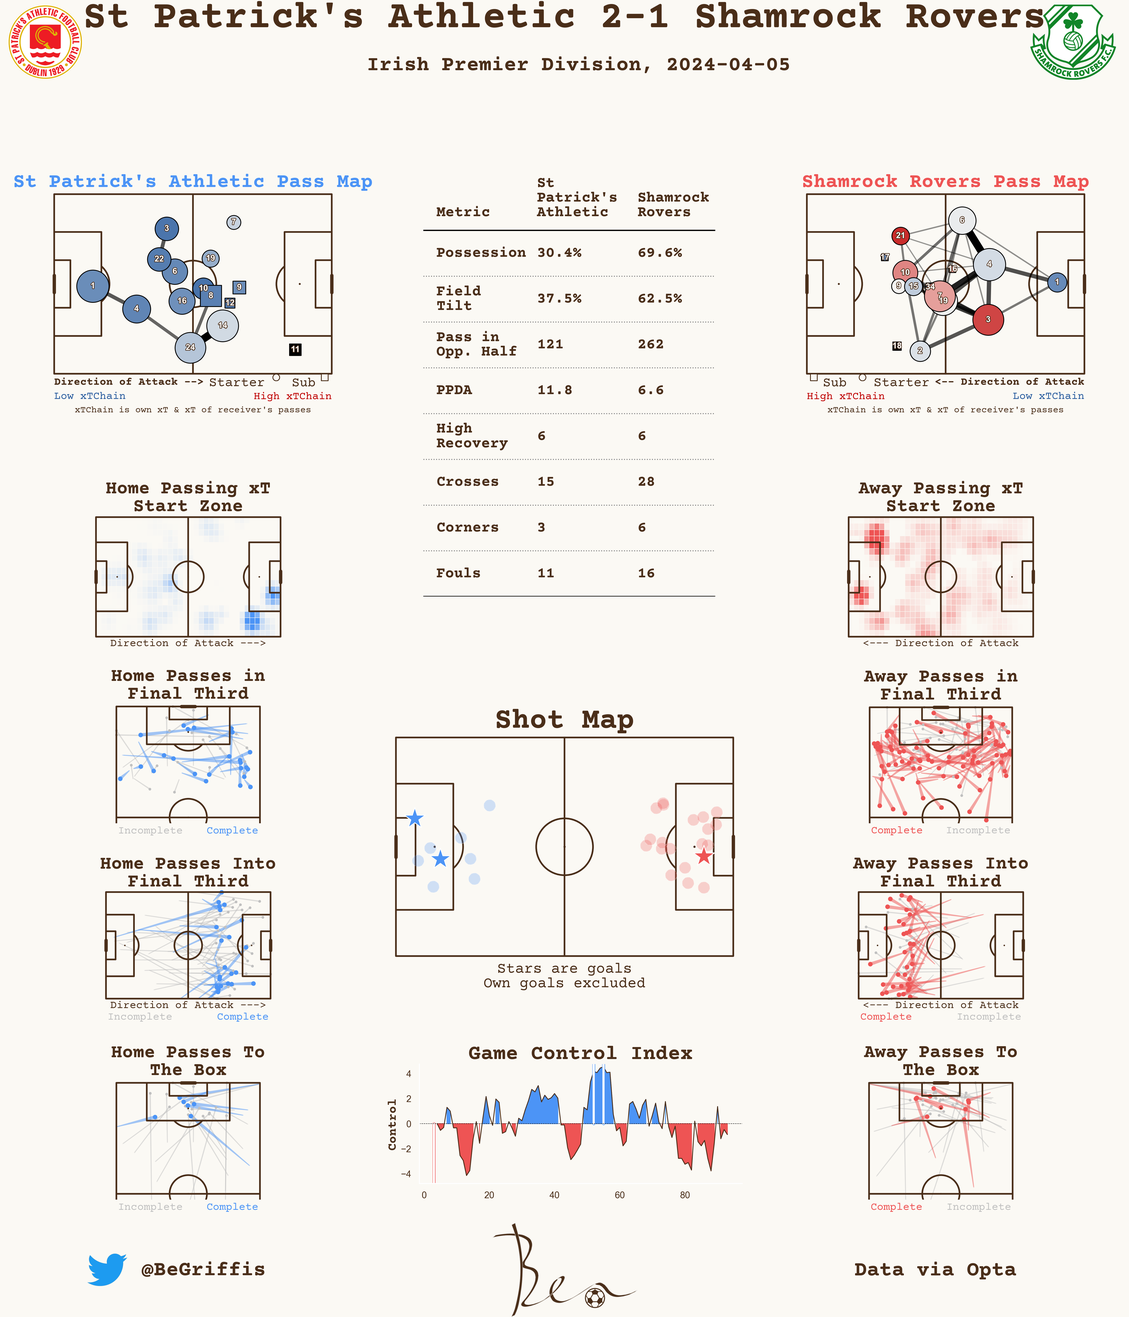 St Patrick's Athletic 2-1 Shamrock Rovers
Irish Premier Division, 2024-04-05
ST PATRICK'S ATHLETIC FOOTBALL CLUB
DUBLIN 1929
SHAMROCK ROVERS F.C.
St Patrick's Athletic Pass Map
3
7
22
19
6
1
10
9
8
16
12
4
14
24
11
Direction of Attack --> Starter Sub
Low xTChain High xTChain
xTChain is own xT & xT of receiver's passes
Metric St Patrick's Athletic Shamrock Rovers
Possession 30.4% 69.6%
Field Tilt 37.5% 62.5%
Pass in Opp. Half 121 262
PPDA 11.8 6.6
High Recovery 6 6
Crosses 15 28
Corners 3 6
Fouls 11 16
Shamrock Rovers Pass Map
6
21
17
4
16
10
1
9
15
34
7
19
3
18
2
Sub Starter <-- Direction of Attack
High xTChain Low xTChain
xTChain is own xT & xT of receiver's passes
Home Passing xT
Start Zone
Direction of Attack --->
Away Passing xT
Start Zone
<--- Direction of Attack
Home Passes in
Final Third
Incomplete Complete
Away Passes in
Final Third
Complete Incomplete
Shot Map
Stars are goals
Own goals excluded
Home Passes Into
Final Third
Direction of Attack --->
Incomplete Complete
Away Passes Into
Final Third
<--- Direction of Attack
Complete Incomplete
Home Passes To
The Box
Incomplete Complete
Game Control Index
Control
4
2
0
−2
−4
0 20 40 60 80
Away Passes To
The Box
Complete Incomplete
@BeGriffis
Ben
Data via Opta